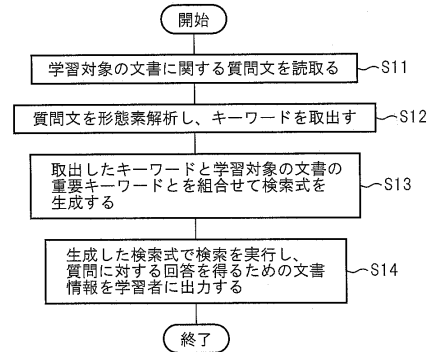 開始
学習対象の文書に関する質問文を読取る
S11
質問文を形態素解析し、キーワードを取出す
S12
取出したキーワードと学習対象の文書の
重要キーワードとを組合せて検索式を
生成する
S13
生成した検索式で検索を実行し、
質問に対する回答を得るための文書
情報を学習者に出力する
S14
終了